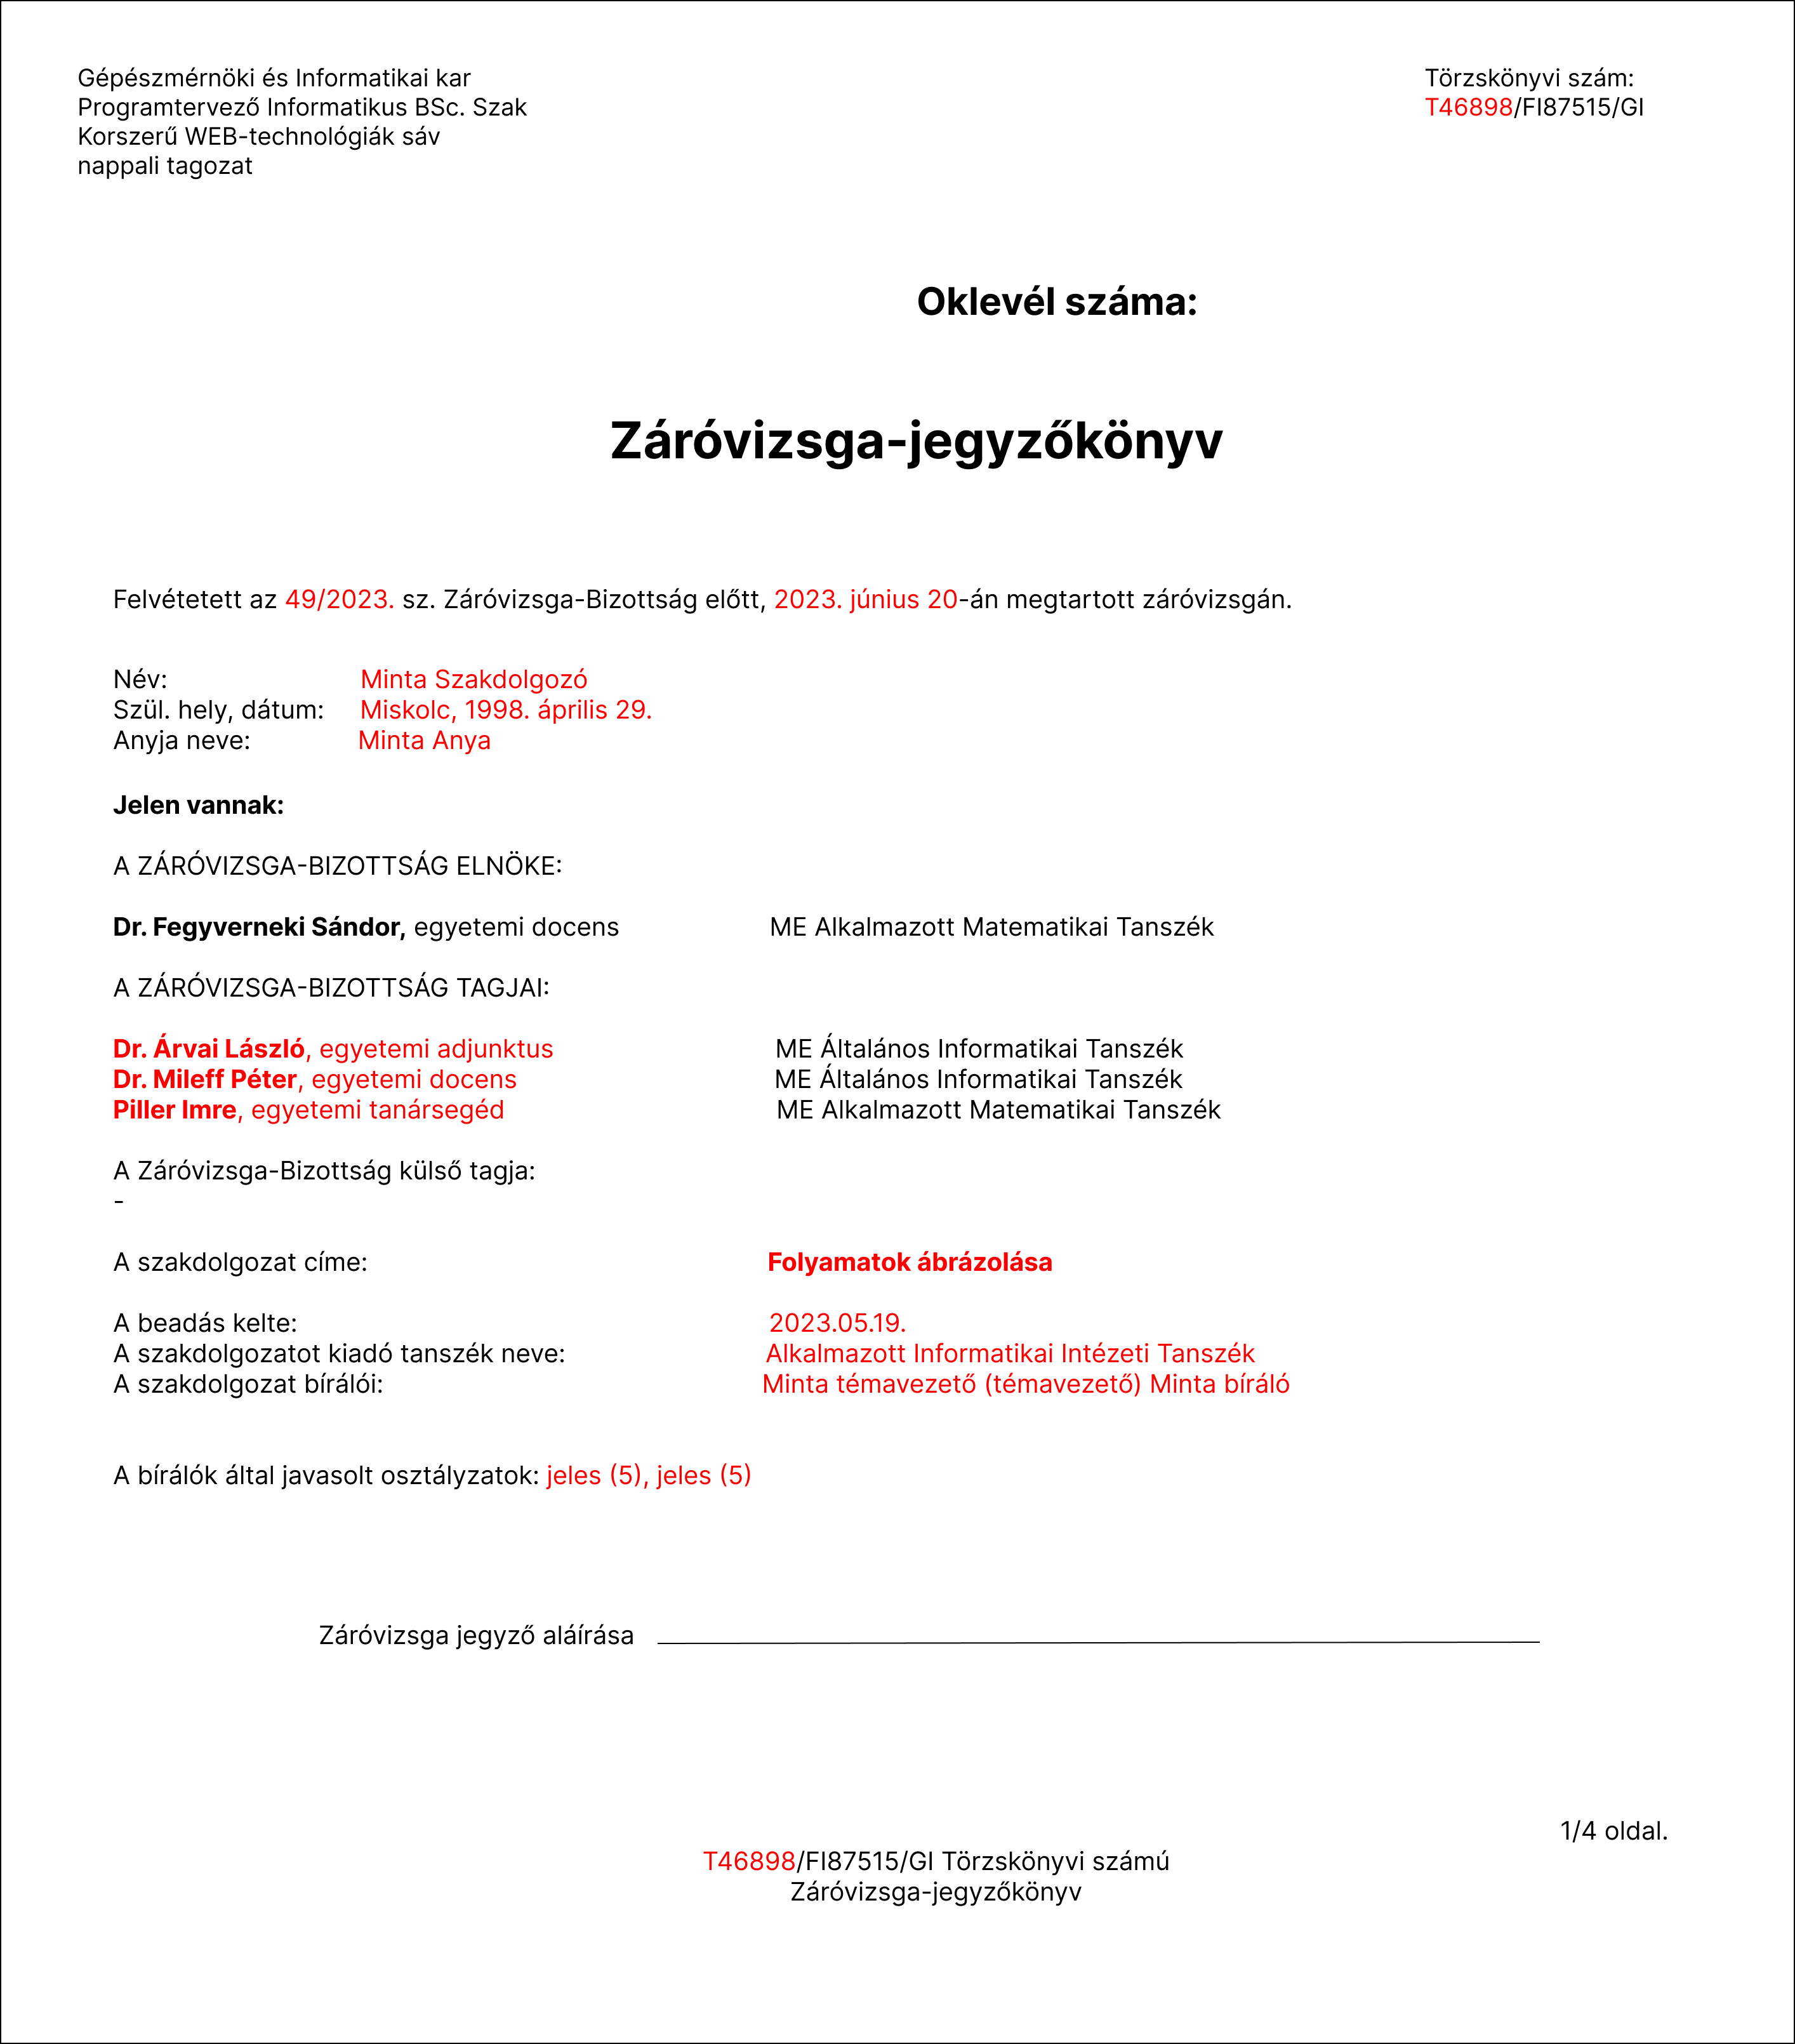 Gépészmérnöki és Informatikai kar
Programtervező Informatikus BSc. Szak
Korszerű WEB-technológiák sáv
nappali tagozat
Törzskönyvi szám:
T46898/FI87515/GI
Oklevél száma:
Záróvizsga-jegyzőkönyv
Felvétetett az 49/2023. sz. Záróvizsga-Bizottság előtt, 2023. június 20-án megtartott záróvizsgán.
Név: Minta Szakdolgozó
Szül. hely, dátum: Miskolc, 1998. április 29.
Anyja neve: Minta Anya
Jelen vannak:
A ZÁRÓVIZSGA-BIZOTTSÁG ELNÖKE:
Dr. Fegyverneki Sándor, egyetemi docens ME Alkalmazott Matematikai Tanszék
A ZÁRÓVIZSGA-BIZOTTSÁG TAGJAI:
Dr. Árvai László, egyetemi adjunktus ME Általános Informatikai Tanszék
Dr. Mileff Péter, egyetemi docens ME Általános Informatikai Tanszék
Piller Imre, egyetemi tanársegéd ME Alkalmazott Matematikai Tanszék
A Záróvizsga-Bizottság külső tagja:
-
A szakdolgozat címe: Folyamatok ábrázolása
A beadás kelte: 2023.05.19.
A szakdolgozatot kiadó tanszék neve: Alkalmazott Informatikai Intézeti Tanszék
A szakdolgozat bírálói: Minta témavezető (témavezető) Minta bíráló
A bírálók által javasolt osztályzatok: jeles (5), jeles (5)
Záróvizsga jegyző aláírása
1/4 oldal.
T46898/FI87515/GI Törzskönyvi számú
Záróvizsga-jegyzőkönyv